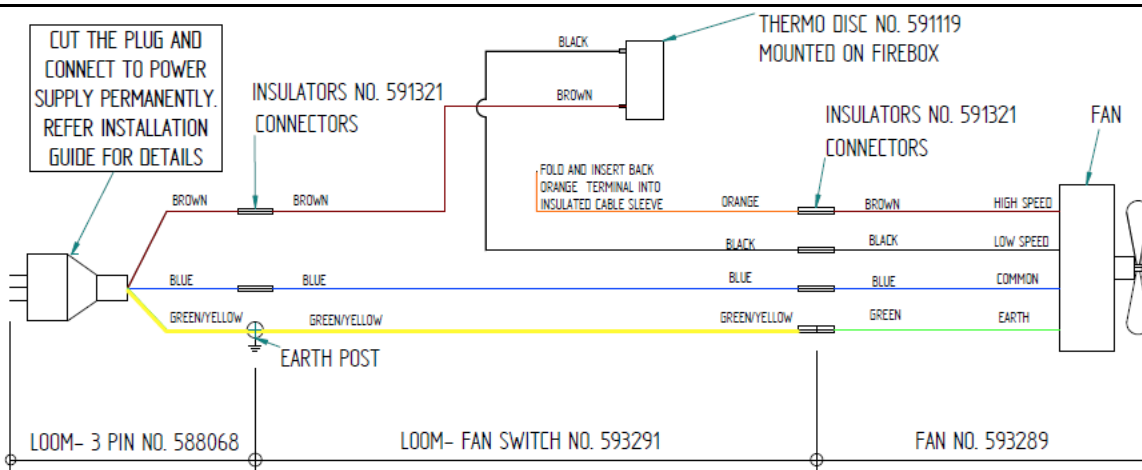 CUT THE PLUG AND
CONNECT TO POWER
SUPPLY PERMANENTLY.
REFER INSTALLATION
GUIDE FOR DETAILS
INSULATORS NO. 591321
CONNECTORS
BLACK
BROWN
THERMO DISC NO. 591119
MOUNTED ON FIREBOX
INSULATORS NO. 591321
CONNECTORS
FAN
FOLD AND INSERT BACK
ORANGE TERMINAL INTO
INSULATED CABLE SLEEVE
BROWN
BROWN
ORANGE
BROWN
HIGH SPEED
BLACK
BLACK
LOW SPEED
BLUE
BLUE
BLUE
BLUE
COMMON
GREEN/YELLOW
GREEN/YELLOW
GREEN/YELLOW
GREEN
EARTH
EARTH POST
LOOM- 3 PIN NO. 588068
LOOM- FAN SWITCH NO. 593291
FAN NO. 593289